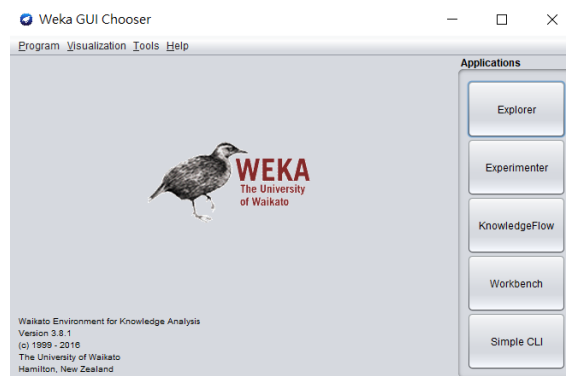 Weka GUI Chooser
Program Visualization Tools Help
Applications
Explorer
Experimenter
KnowledgeFlow
Workbench
Simple CLI
WEKA
The University
of Waikato
Waikato Environment for Knowledge Analysis
Version 3.8.1
(c) 1999 - 2016
The University of Waikato
Hamilton, New Zealand